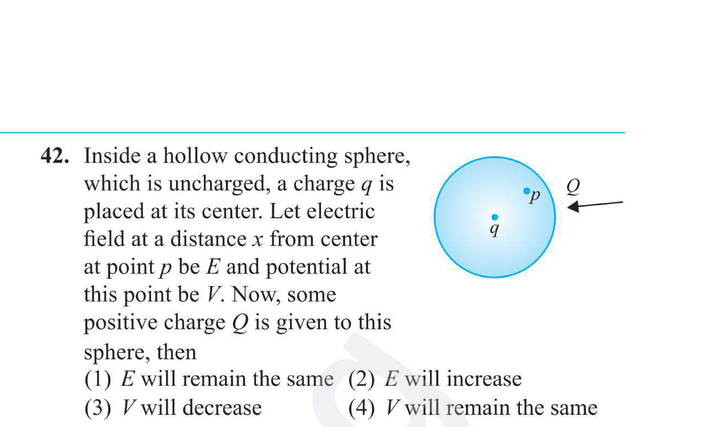 42. Inside a hollow conducting sphere,
which is uncharged, a charge q is
placed at its center. Let electric
field at a distance x from center
at point p be E and potential at
this point be V. Now, some
positive charge Q is given to this
sphere, then
(1) E will remain the same (2) E will increase
(3) V will decrease (4) V will remain the same
p
Q
q